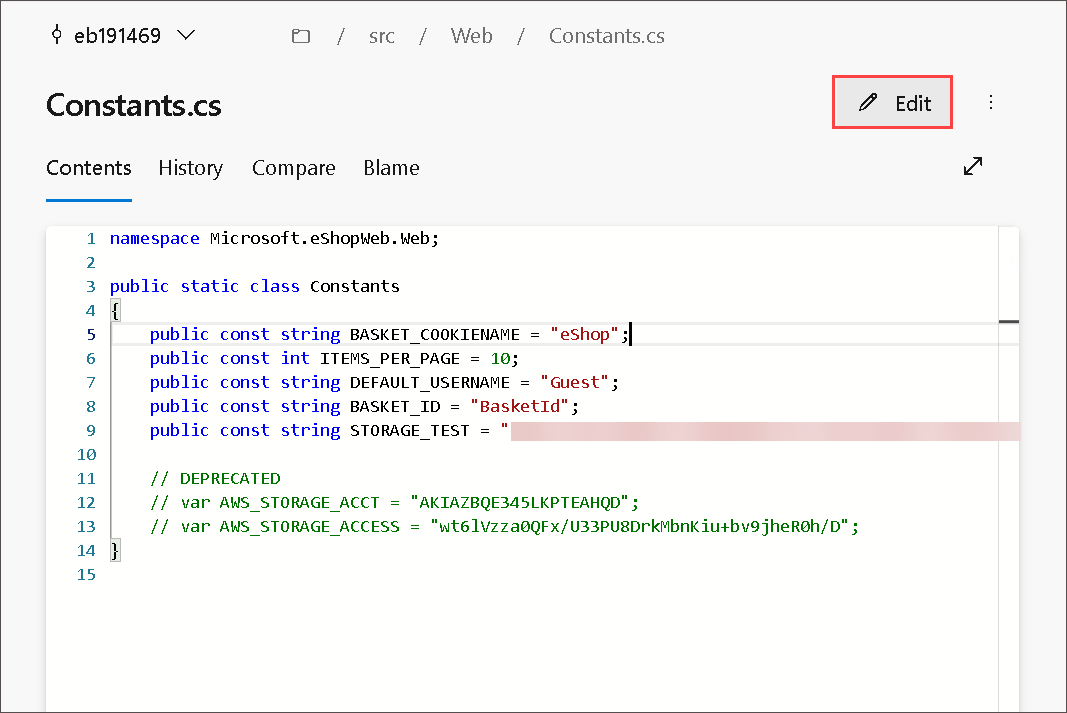 eb191469 / src / Web / Constants.cs
Constants.cs
Edit
Contents History Compare Blame
1 namespace Microsoft.eShopWeb.Web;
2
3 public static class Constants
4 {
5 public const string BASKET_COOKIENAME = "eShop";
6 public const int ITEMS_PER_PAGE = 10;
7 public const string DEFAULT_USERNAME = "Guest";
8 public const string BASKET_ID = "BasketId";
9 public const string STORAGE_TEST = "
10
11 // DEPRECATED
12 // var AWS_STORAGE_ACCT = "AKIAZBQE345LKPTEAHQD";
13 // var AWS_STORAGE_ACCESS = "wt6lVzza0QFx/U33PU8DrkMbnKiu+bv9jheR0h/D";
14 }
15